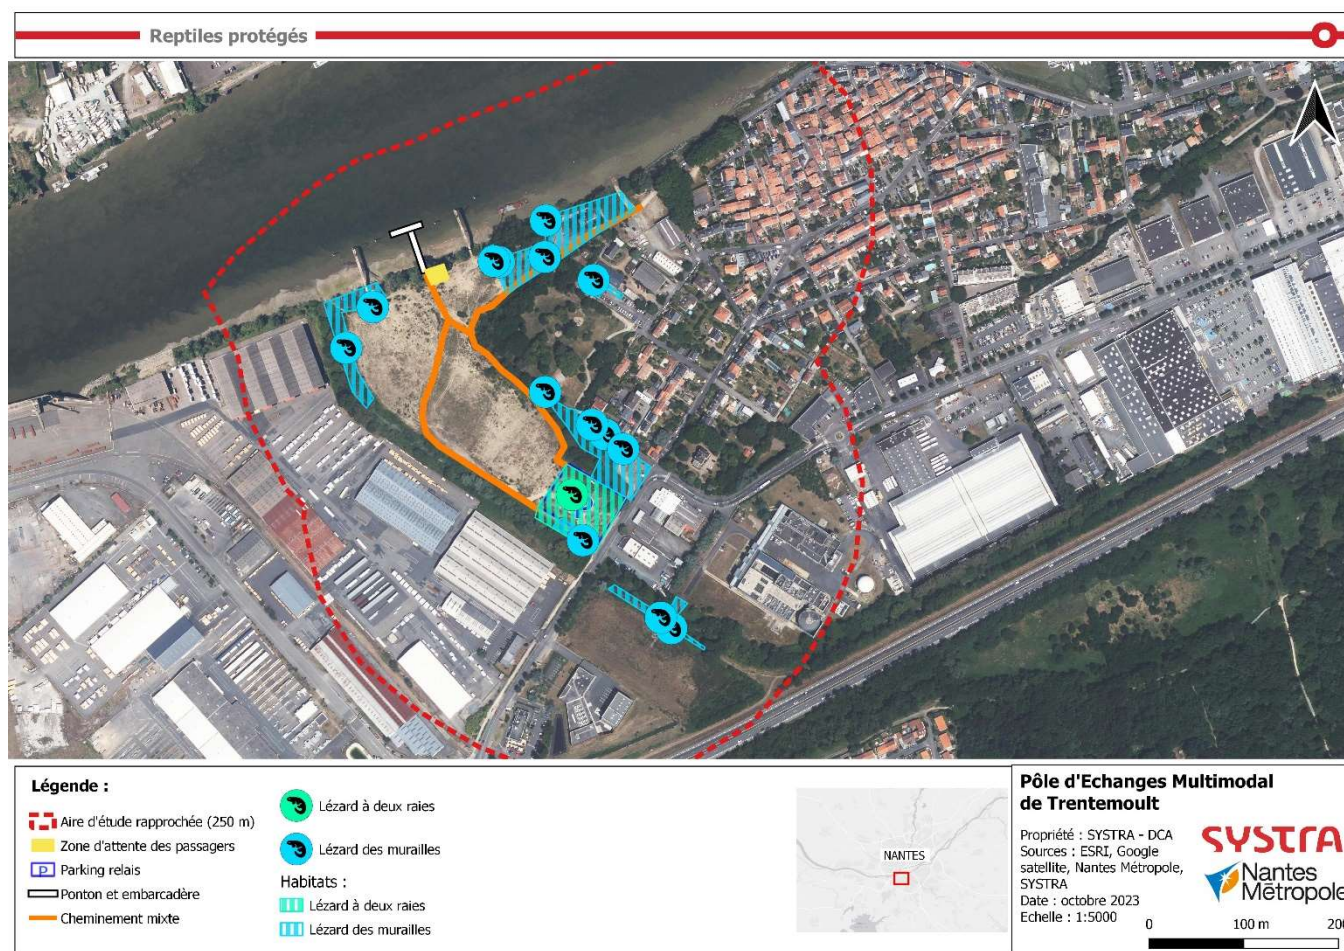 Reptiles protégés
Légende :
Aire d'étude rapprochée (250 m)
Zone d'attente des passagers
P Parking relais
Ponton et embarcadère
Cheminement mixte
Lézard à deux raies
Lézard des murailles
Habitats :
Lézard à deux raies
Lézard des murailles
NANTES
Pôle d'Echanges Multimodal
de Trentemoult
Propriété : SYSTRA - DCA
Sources : ESRI, Google
satellite, Nantes Métropole,
SYSTRA
Date : octobre 2023
Echelle : 1:5000
SYSTRA
Nantes
Métropole
0 100 m 200